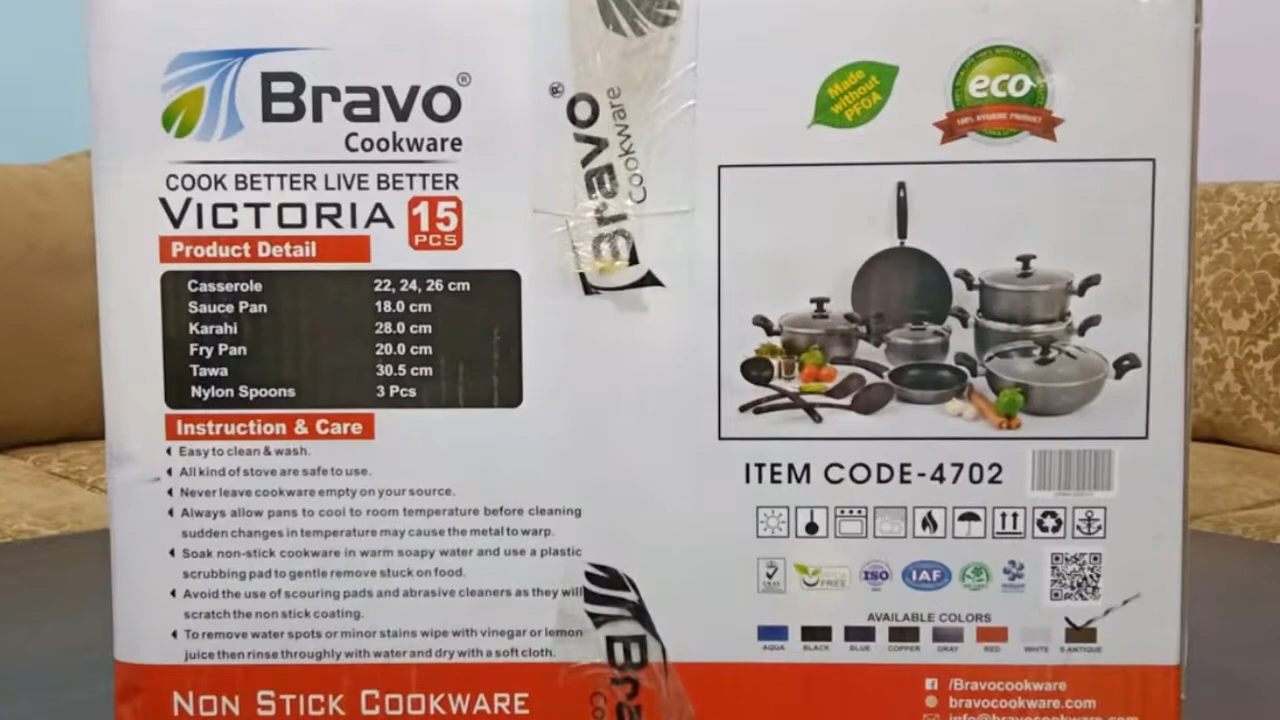 Bravo®
Cookware
COOK BETTER LIVE BETTER
VICTORIA 15 PCS
Product Detail
Casserole 22, 24, 26 cm
Sauce Pan 18.0 cm
Karahi 28.0 cm
Fry Pan 20.0 cm
Tawa 30.5 cm
Nylon Spoons 3 Pcs
Instruction & Care
Easy to clean & wash.
All kind of stove are safe to use.
Never leave cookware empty on your source.
Always allow pans to cool to room temperature before cleaning
sudden changes in temperature may cause the metal to warp.
Soak non-stick cookware in warm soapy water and use a plastic
scrubbing pad to gentle remove stuck on food.
Avoid the use of scouring pads and abrasive cleaners as they will
scratch the non stick coating.
To remove water spots or minor stains wipe with vinegar or lemon
juice then rinse throughly with water and dry with a soft cloth.
NON STICK COOKWARE
Bravo®
Cookware
Bra
Co
Made
without
PFOA
eco
100% HYGIENE PRODUCT
ITEM CODE-4702
FREE
ISO
IAF
AVAILABLE COLORS
AQUA BLACK BLUE COPPER GRAY RED WHITE S.ANTIQUE
/Bravocookware
bravocookware.com
info@bravocookware.com